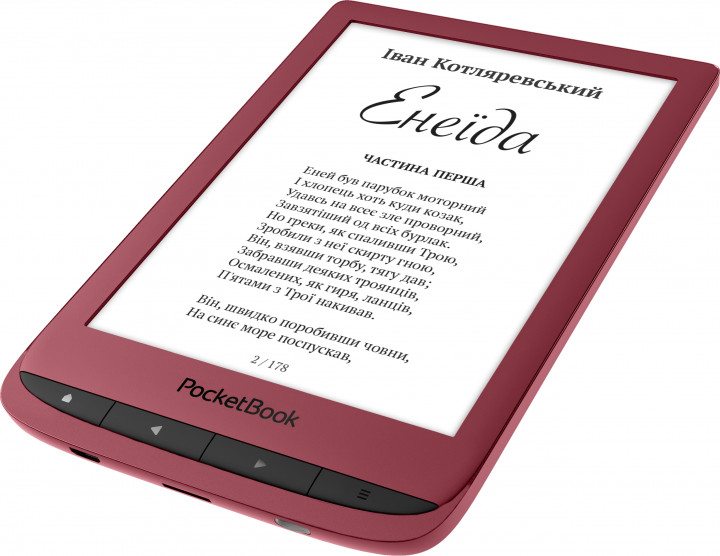 Іван Котляревський
Енеїда
ЧАСТИНА ПЕРША
Еней був парубок моторний
І хлопець хоть куди козак,
Удавсь на всеє зле проворний,
Завзятіший од всіх бурлак.
Но греки, як спаливши Трою,
Зробили з неї скирту гною,
Він, взявши торбу, тягу дав;
Забравши деяких троянців,
Осмалених, як гиря, ланців,
П'ятами з Трої накивав.
Він, швидко поробивши човни,
На синє море поспускав,
2 / 178
PocketBook